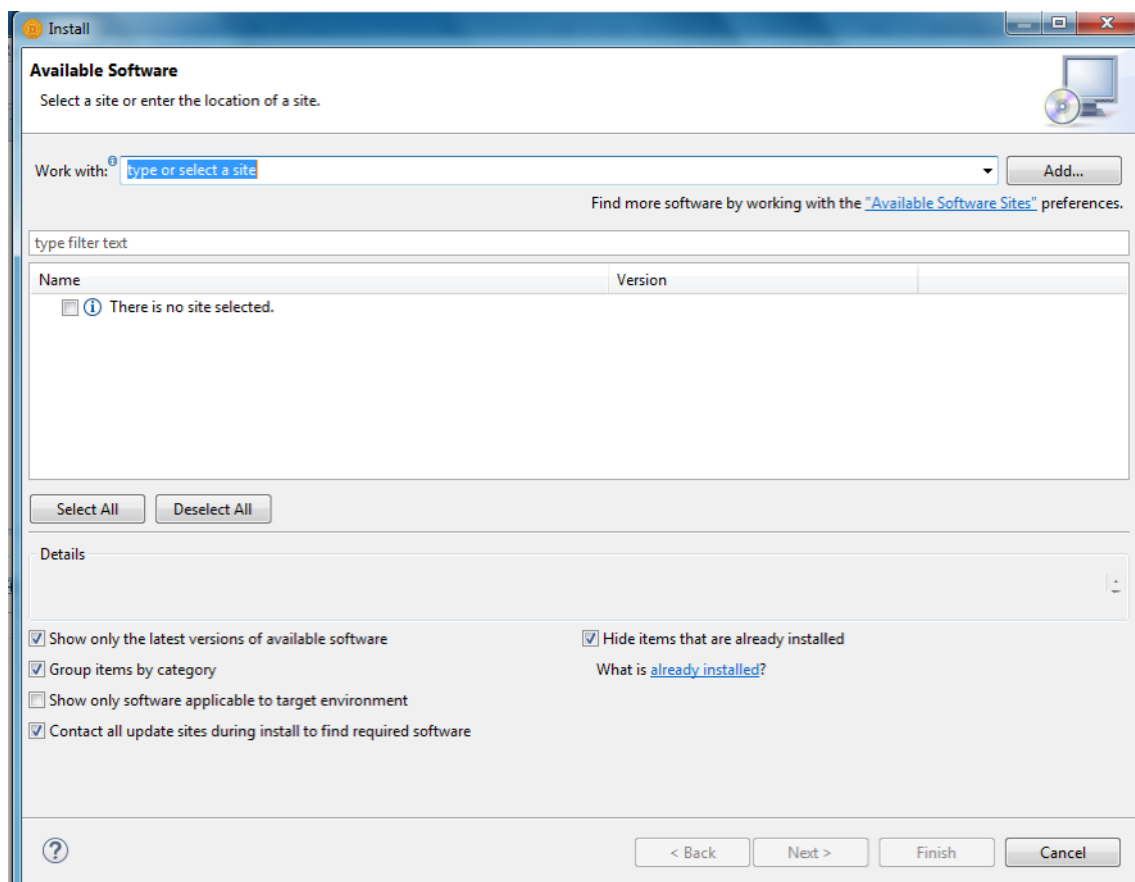 Install
Available Software
Select a site or enter the location of a site.
Work with: type or select a site Add...
Find more software by working with the "Available Software Sites" preferences.
type filter text
Name Version
There is no site selected.
Select All Deselect All
Details
Show only the latest versions of available software Hide items that are already installed
Group items by category What is already installed?
Show only software applicable to target environment
Contact all update sites during install to find required software
< Back Next > Finish Cancel